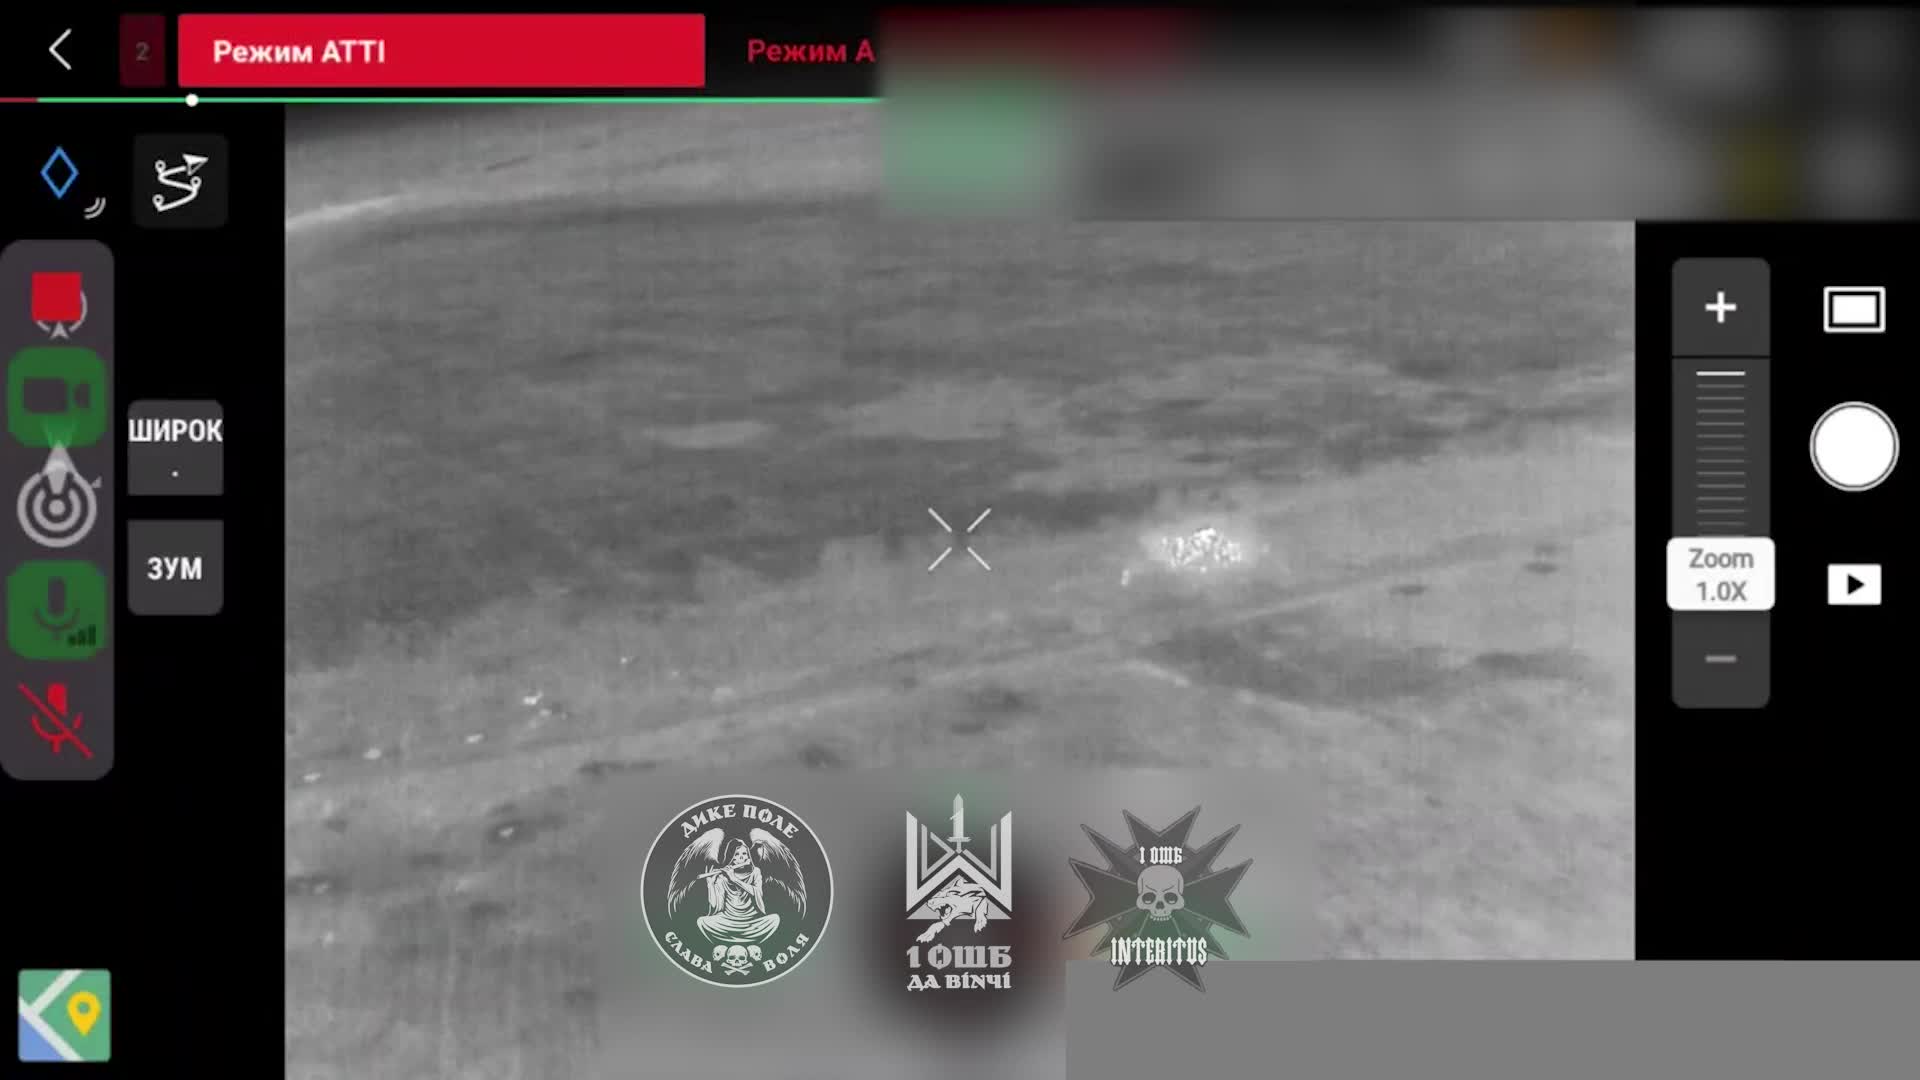 2
Режим ATTI
Режим A
ШИРОК
.
ЗУМ
Zoom
1.0X
ДИКЕ ПОЛЕ
СЛАВА ВОЛЯ
1
1 ОШБ
ДА ВІНЧІ
1 ОШБ
INTERITUS